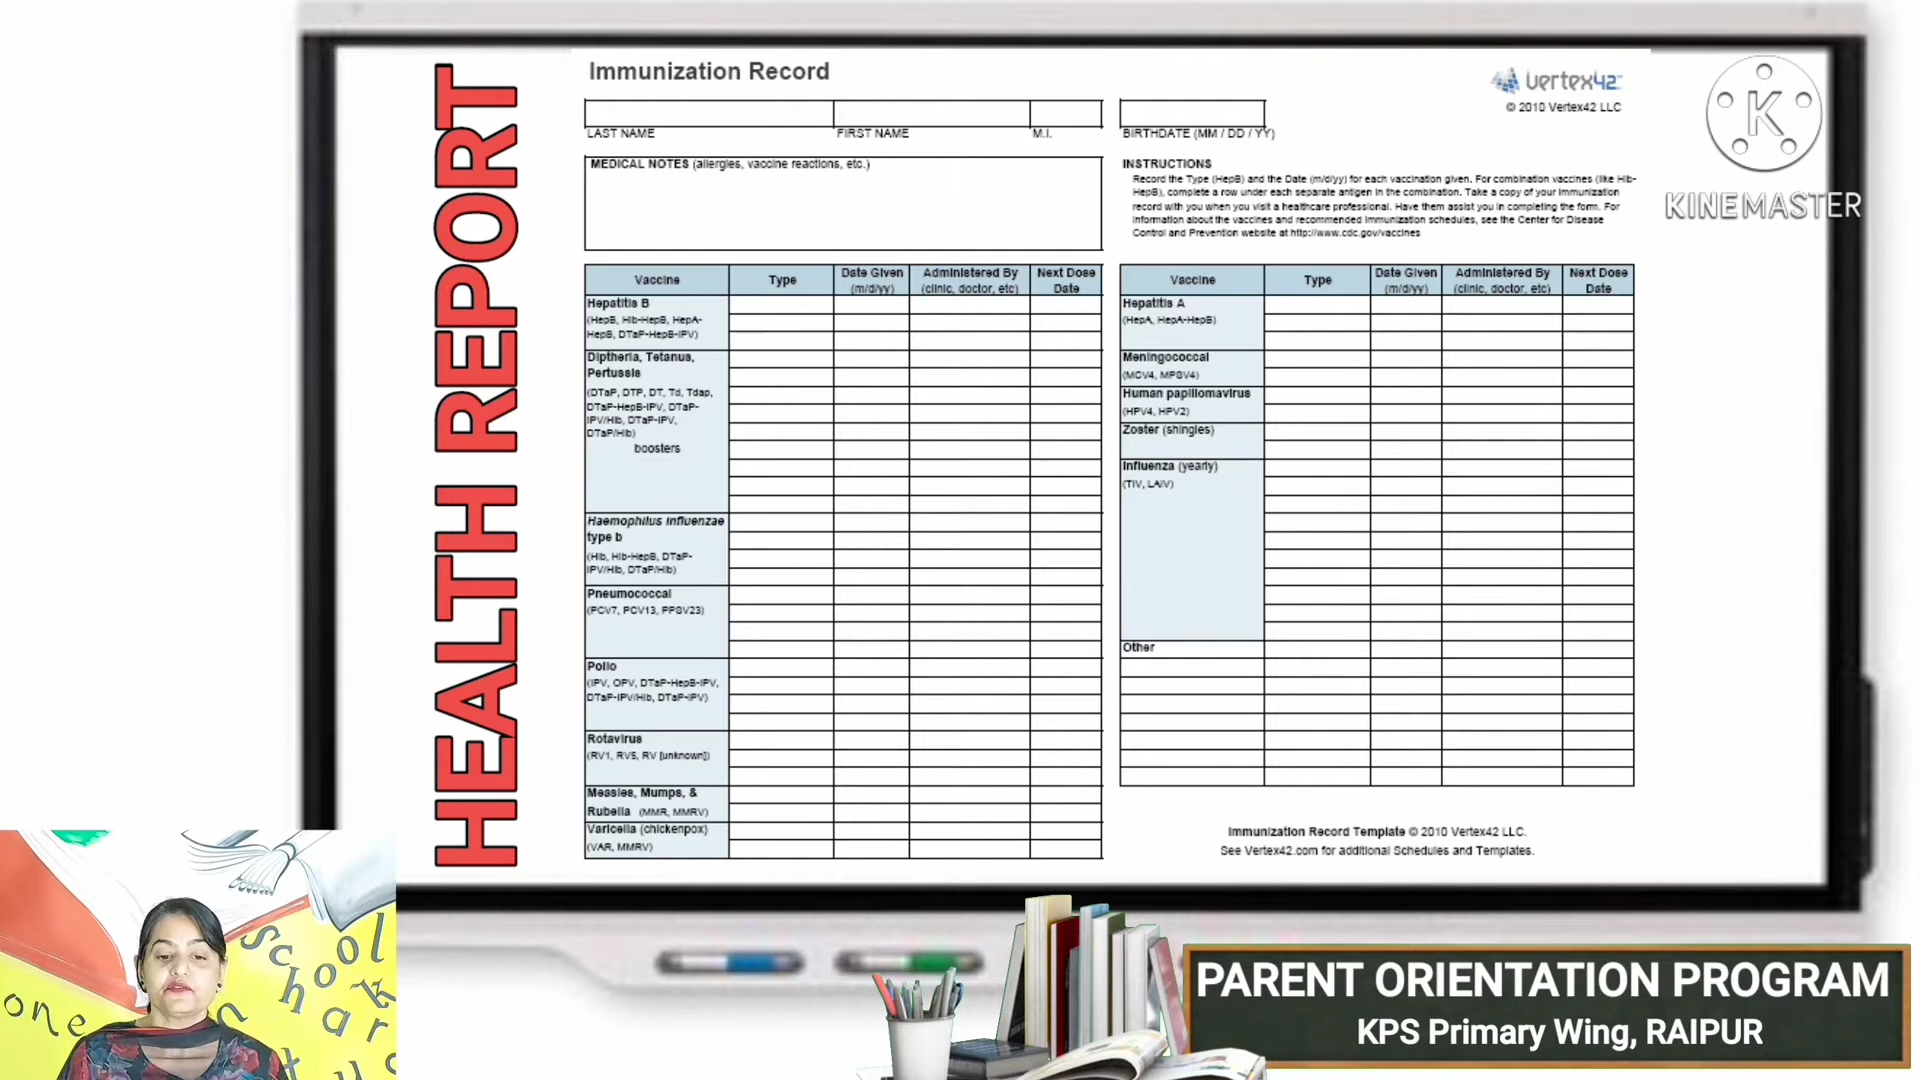 HEALTH REPORT
Immunization Record
vertex42
© 2010 Vertex42 LLC
LAST NAME
FIRST NAME
M.I.
BIRTHDATE (MM / DD / YY)
MEDICAL NOTES (allergies, vaccine reactions, etc.)
INSTRUCTIONS
Record the Type (HepB) and the Date (m/d/yy) for each vaccination given. For combination vaccines (like Hib-
HepB), complete a row under each separate antigen in the combination. Take a copy of your immunization
record with you when you visit a healthcare professional. Have them assist you in completing the form. For
information about the vaccines and recommended immunization schedules, see the Center for Disease
Control and Prevention website at http://www.cdc.gov/vaccines
Vaccine
Type
Date Given
(m/d/yy)
Administered By
(clinic, doctor, etc)
Next Dose
Date
Hepatitis B
(HepB, Hib-HepB, HepA-
HepB, DTaP-HepB-IPV)
Diptheria, Tetanus,
Pertussis
(DTaP, DTP, DT, Td, Tdap,
DTaP-HepB-IPV, DTaP-
IPV/Hib, DTaP-IPV,
DTaP/Hib)
boosters
Haemophilus influenzae
type b
(Hib, Hib-HepB, DTaP-
IPV/Hib, DTaP/Hib)
Pneumococcal
(PCV7, PCV13, PPSV23)
Polio
(IPV, OPV, DTaP-HepB-IPV,
DTaP-IPV/Hib, DTaP-IPV)
Rotavirus
(RV1, RV5, RV [unknown])
Measles, Mumps, &
Rubella (MMR, MMRV)
Varicella (chickenpox)
(VAR, MMRV)
Vaccine
Type
Date Given
(m/d/yy)
Administered By
(clinic, doctor, etc)
Next Dose
Date
Hepatitis A
(HepA, HepA-HepB)
Meningococcal
(MCV4, MPSV4)
Human papillomavirus
(HPV4, HPV2)
Zoster (shingles)
Influenza (yearly)
(TIV, LAIV)
Other
Immunization Record Template © 2010 Vertex42 LLC.
See Vertex42.com for additional Schedules and Templates.
K
KINEMASTER
one
school
PARENT ORIENTATION PROGRAM
KPS Primary Wing, RAIPUR